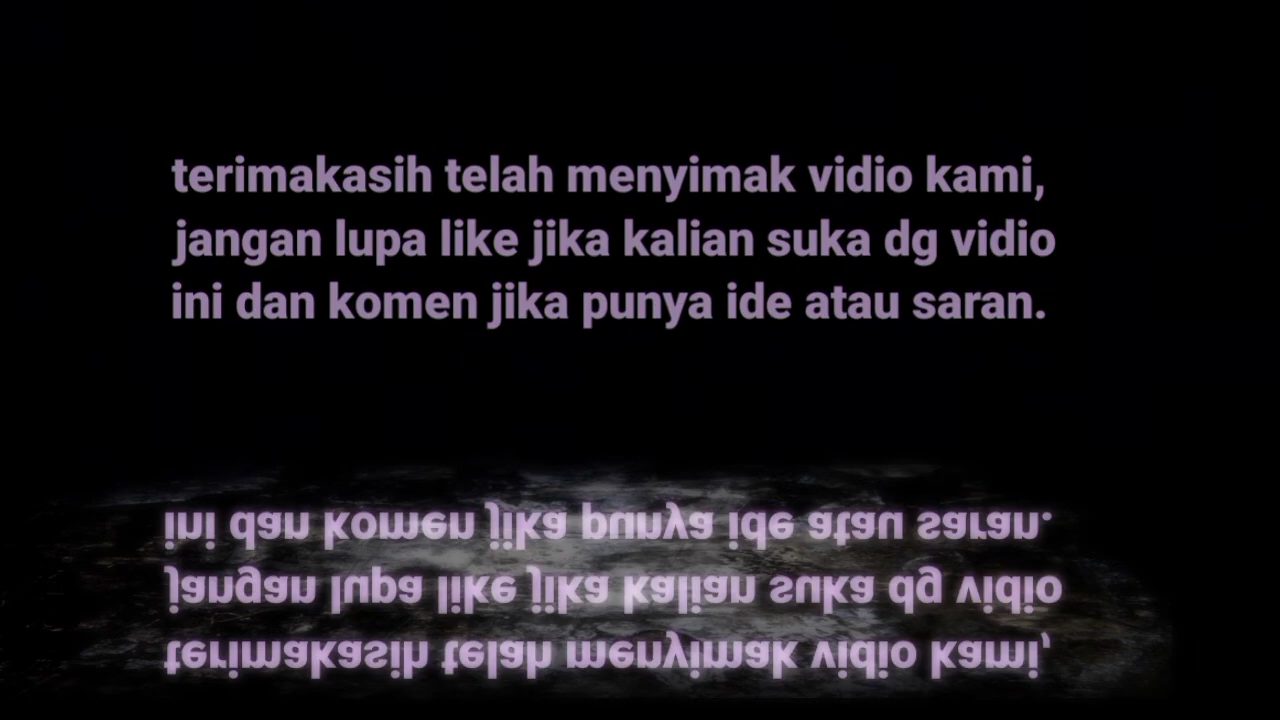 terimakasih telah menyimak vidio kami,
jangan lupa like jika kalian suka dg vidio
ini dan komen jika punya ide atau saran.
ini dan komen jika punya ide atau saran.
jangan lupa like jika kalian suka dg vidio
terimakasih telah menyimak vidio kami,